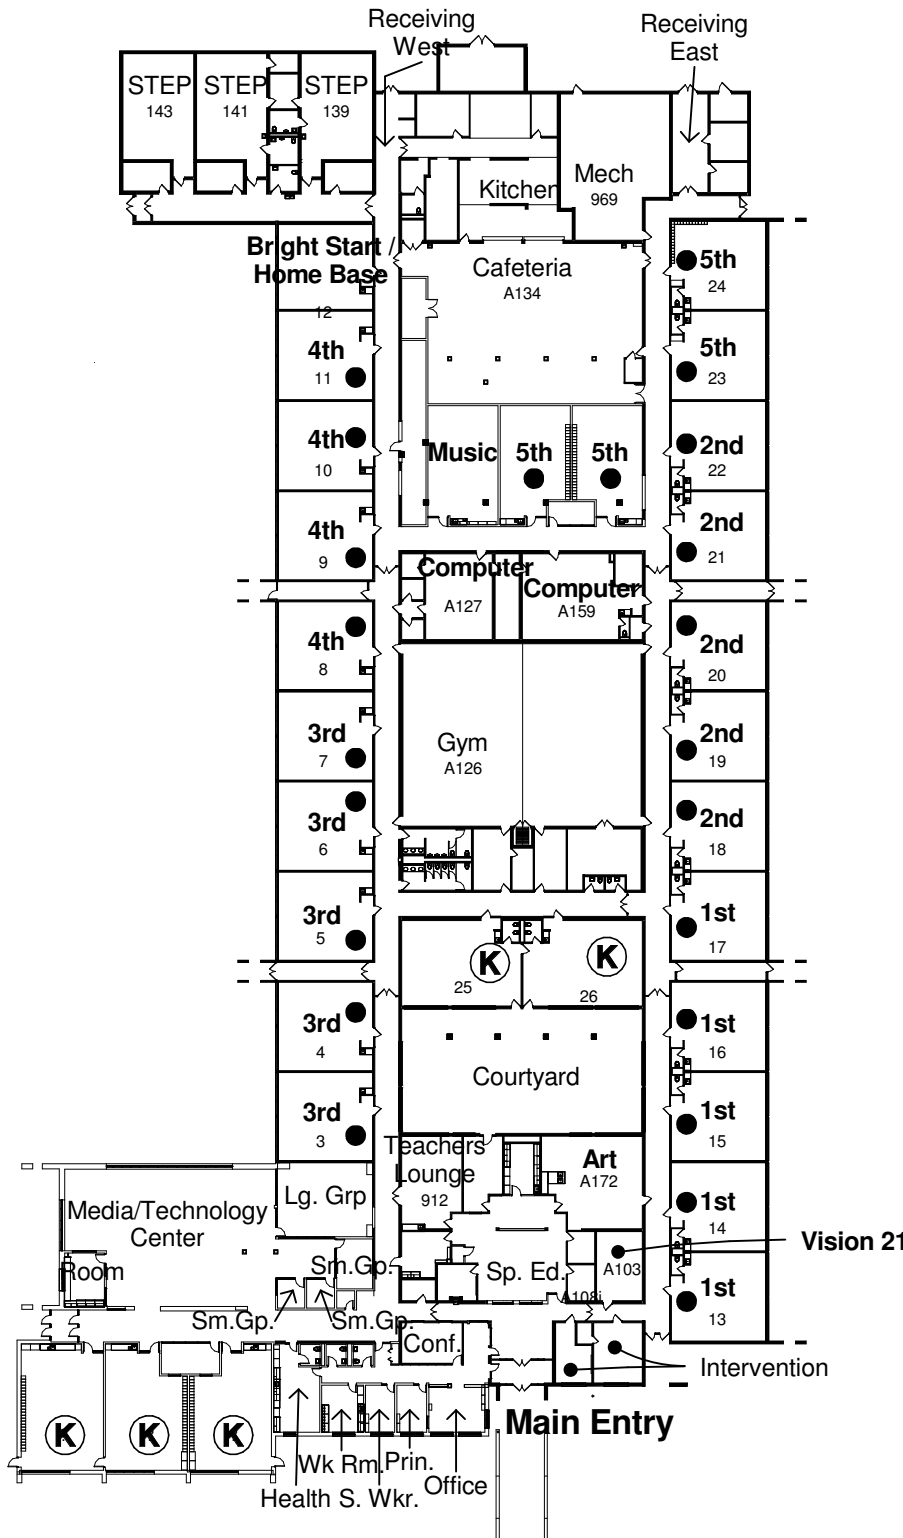 Receiving
West
Receiving
East
STEP
143
STEP
141
STEP
139
Kitchen
Mech
969
Bright Start /
Home Base
12
Cafeteria
A134
5th
24
4th
11
5th
23
4th
10
Music
5th
5th
2nd
22
4th
9
2nd
21
Computer
A127
Computer
A159
4th
8
2nd
20
3rd
7
Gym
A126
2nd
19
3rd
6
2nd
18
3rd
5
K
25
K
26
1st
17
3rd
4
Courtyard
1st
16
3rd
3
1st
15
Teachers
Lounge
912
Art
A172
Lg. Grp
Media/Technology
Center
1st
14
Vision 21
Room
Sm.Gp.
Sp. Ed.
A103
A108i
1st
13
Sm.Gp.
Sm.Gp.
Conf.
Intervention
K
K
K
Main Entry
Wk Rm.
Prin.
Office
Health
S. Wkr.